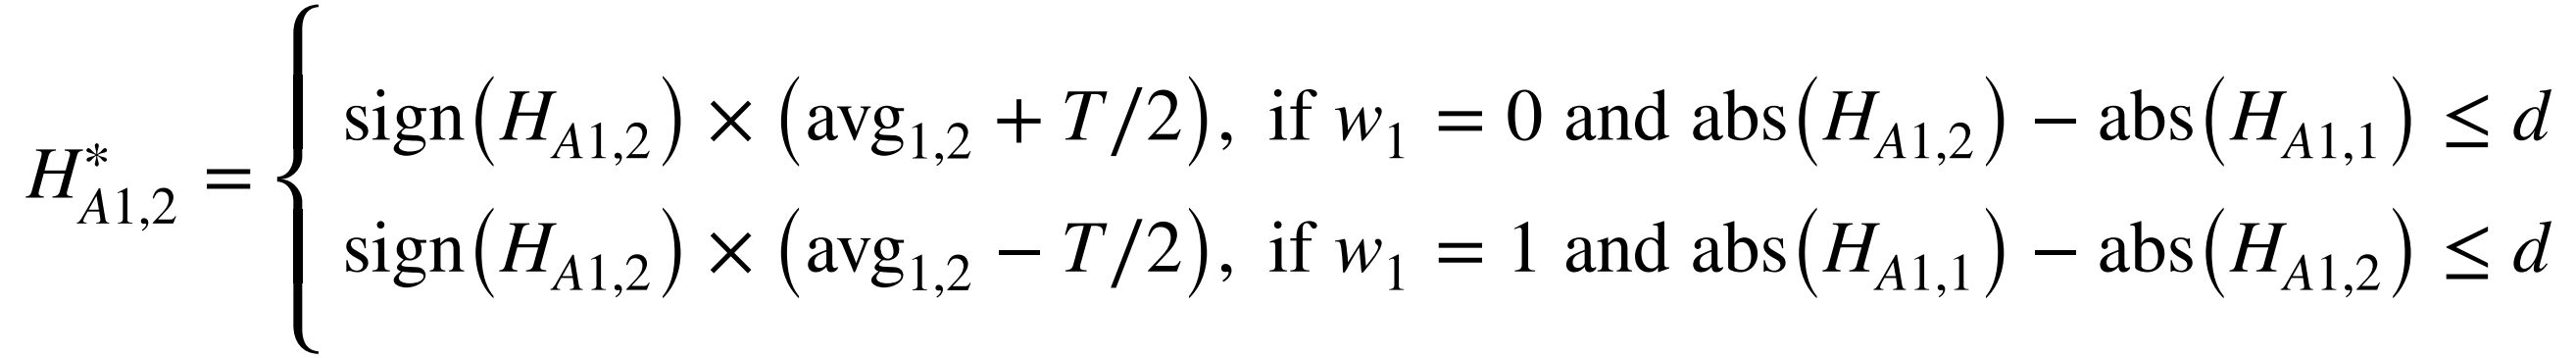 H*_{A1,2} = { sign(H_{A1,2}) × (avg_{1,2} + T/2), if w_1 = 0 and abs(H_{A1,2}) − abs(H_{A1,1}) ≤ d
sign(H_{A1,2}) × (avg_{1,2} − T/2), if w_1 = 1 and abs(H_{A1,1}) − abs(H_{A1,2}) ≤ d